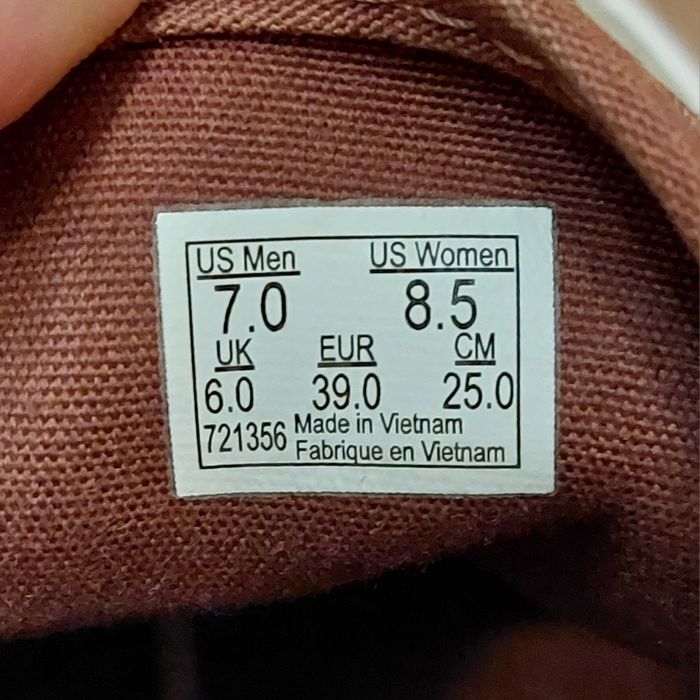 US Men US Women
7.0 8.5
UK EUR CM
6.0 39.0 25.0
721356 Made in Vietnam
Fabrique en Vietnam